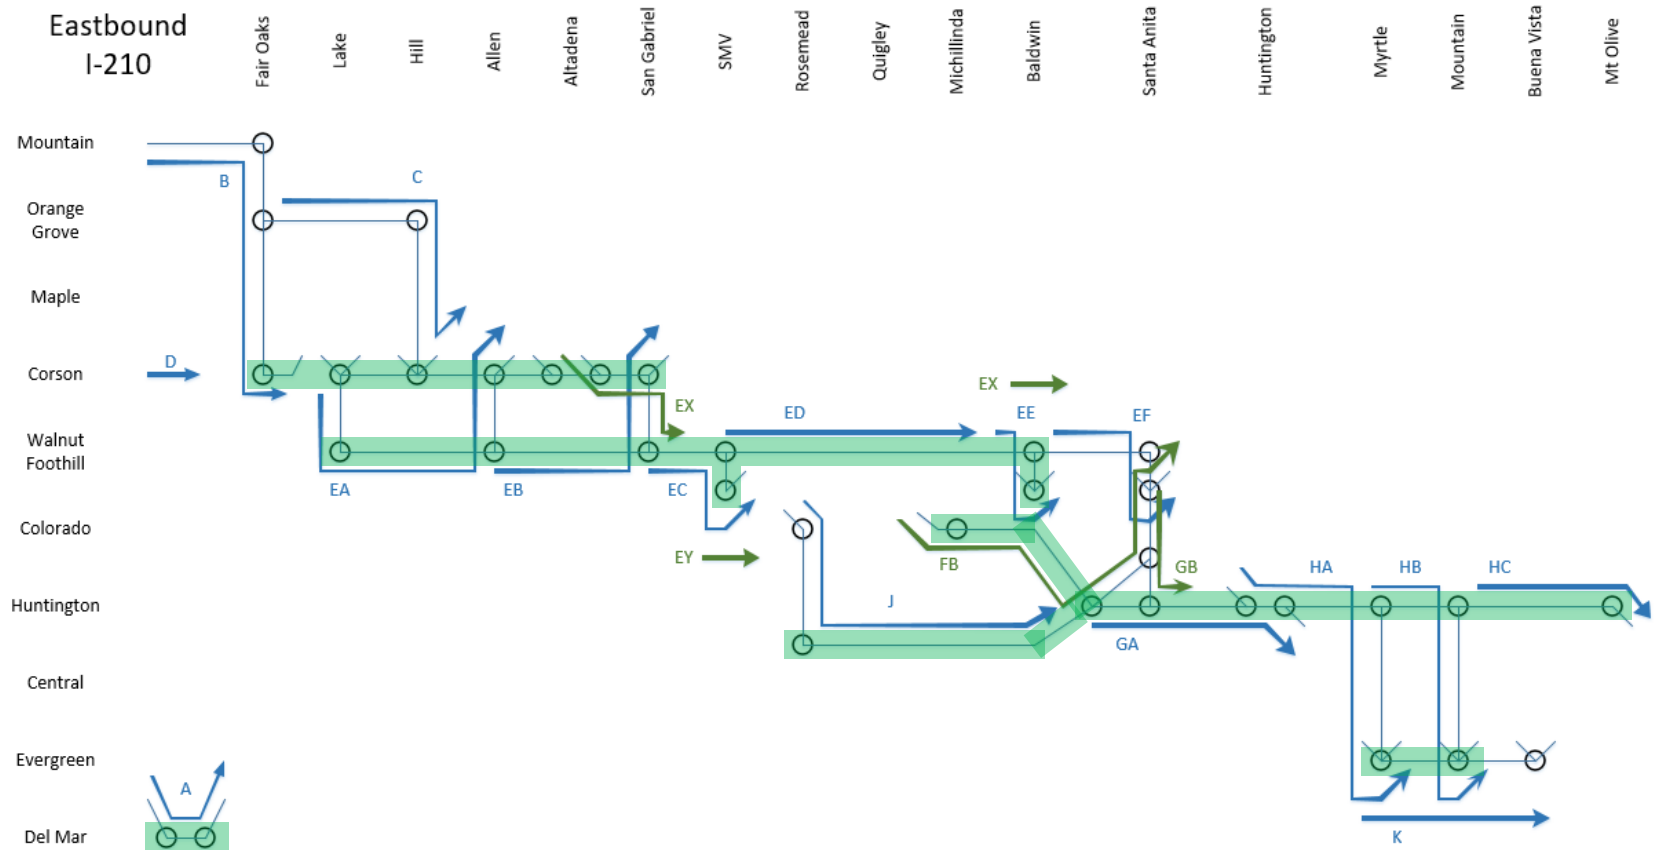 Eastbound
I-210
Fair Oaks
Lake
Hill
Allen
Altadena
San Gabriel
SMV
Rosemead
Quigley
Michillinda
Baldwin
Santa Anita
Huntington
Myrtle
Mountain
Buena Vista
Mt Olive
Mountain
B
C
Orange
Grove
Maple
D
Corson
EX
EX
ED
EE
EF
Walnut
Foothill
EA
EB
EC
Colorado
EY
FB
GB
HA
HB
HC
Huntington
J
GA
Central
Evergreen
A
K
Del Mar